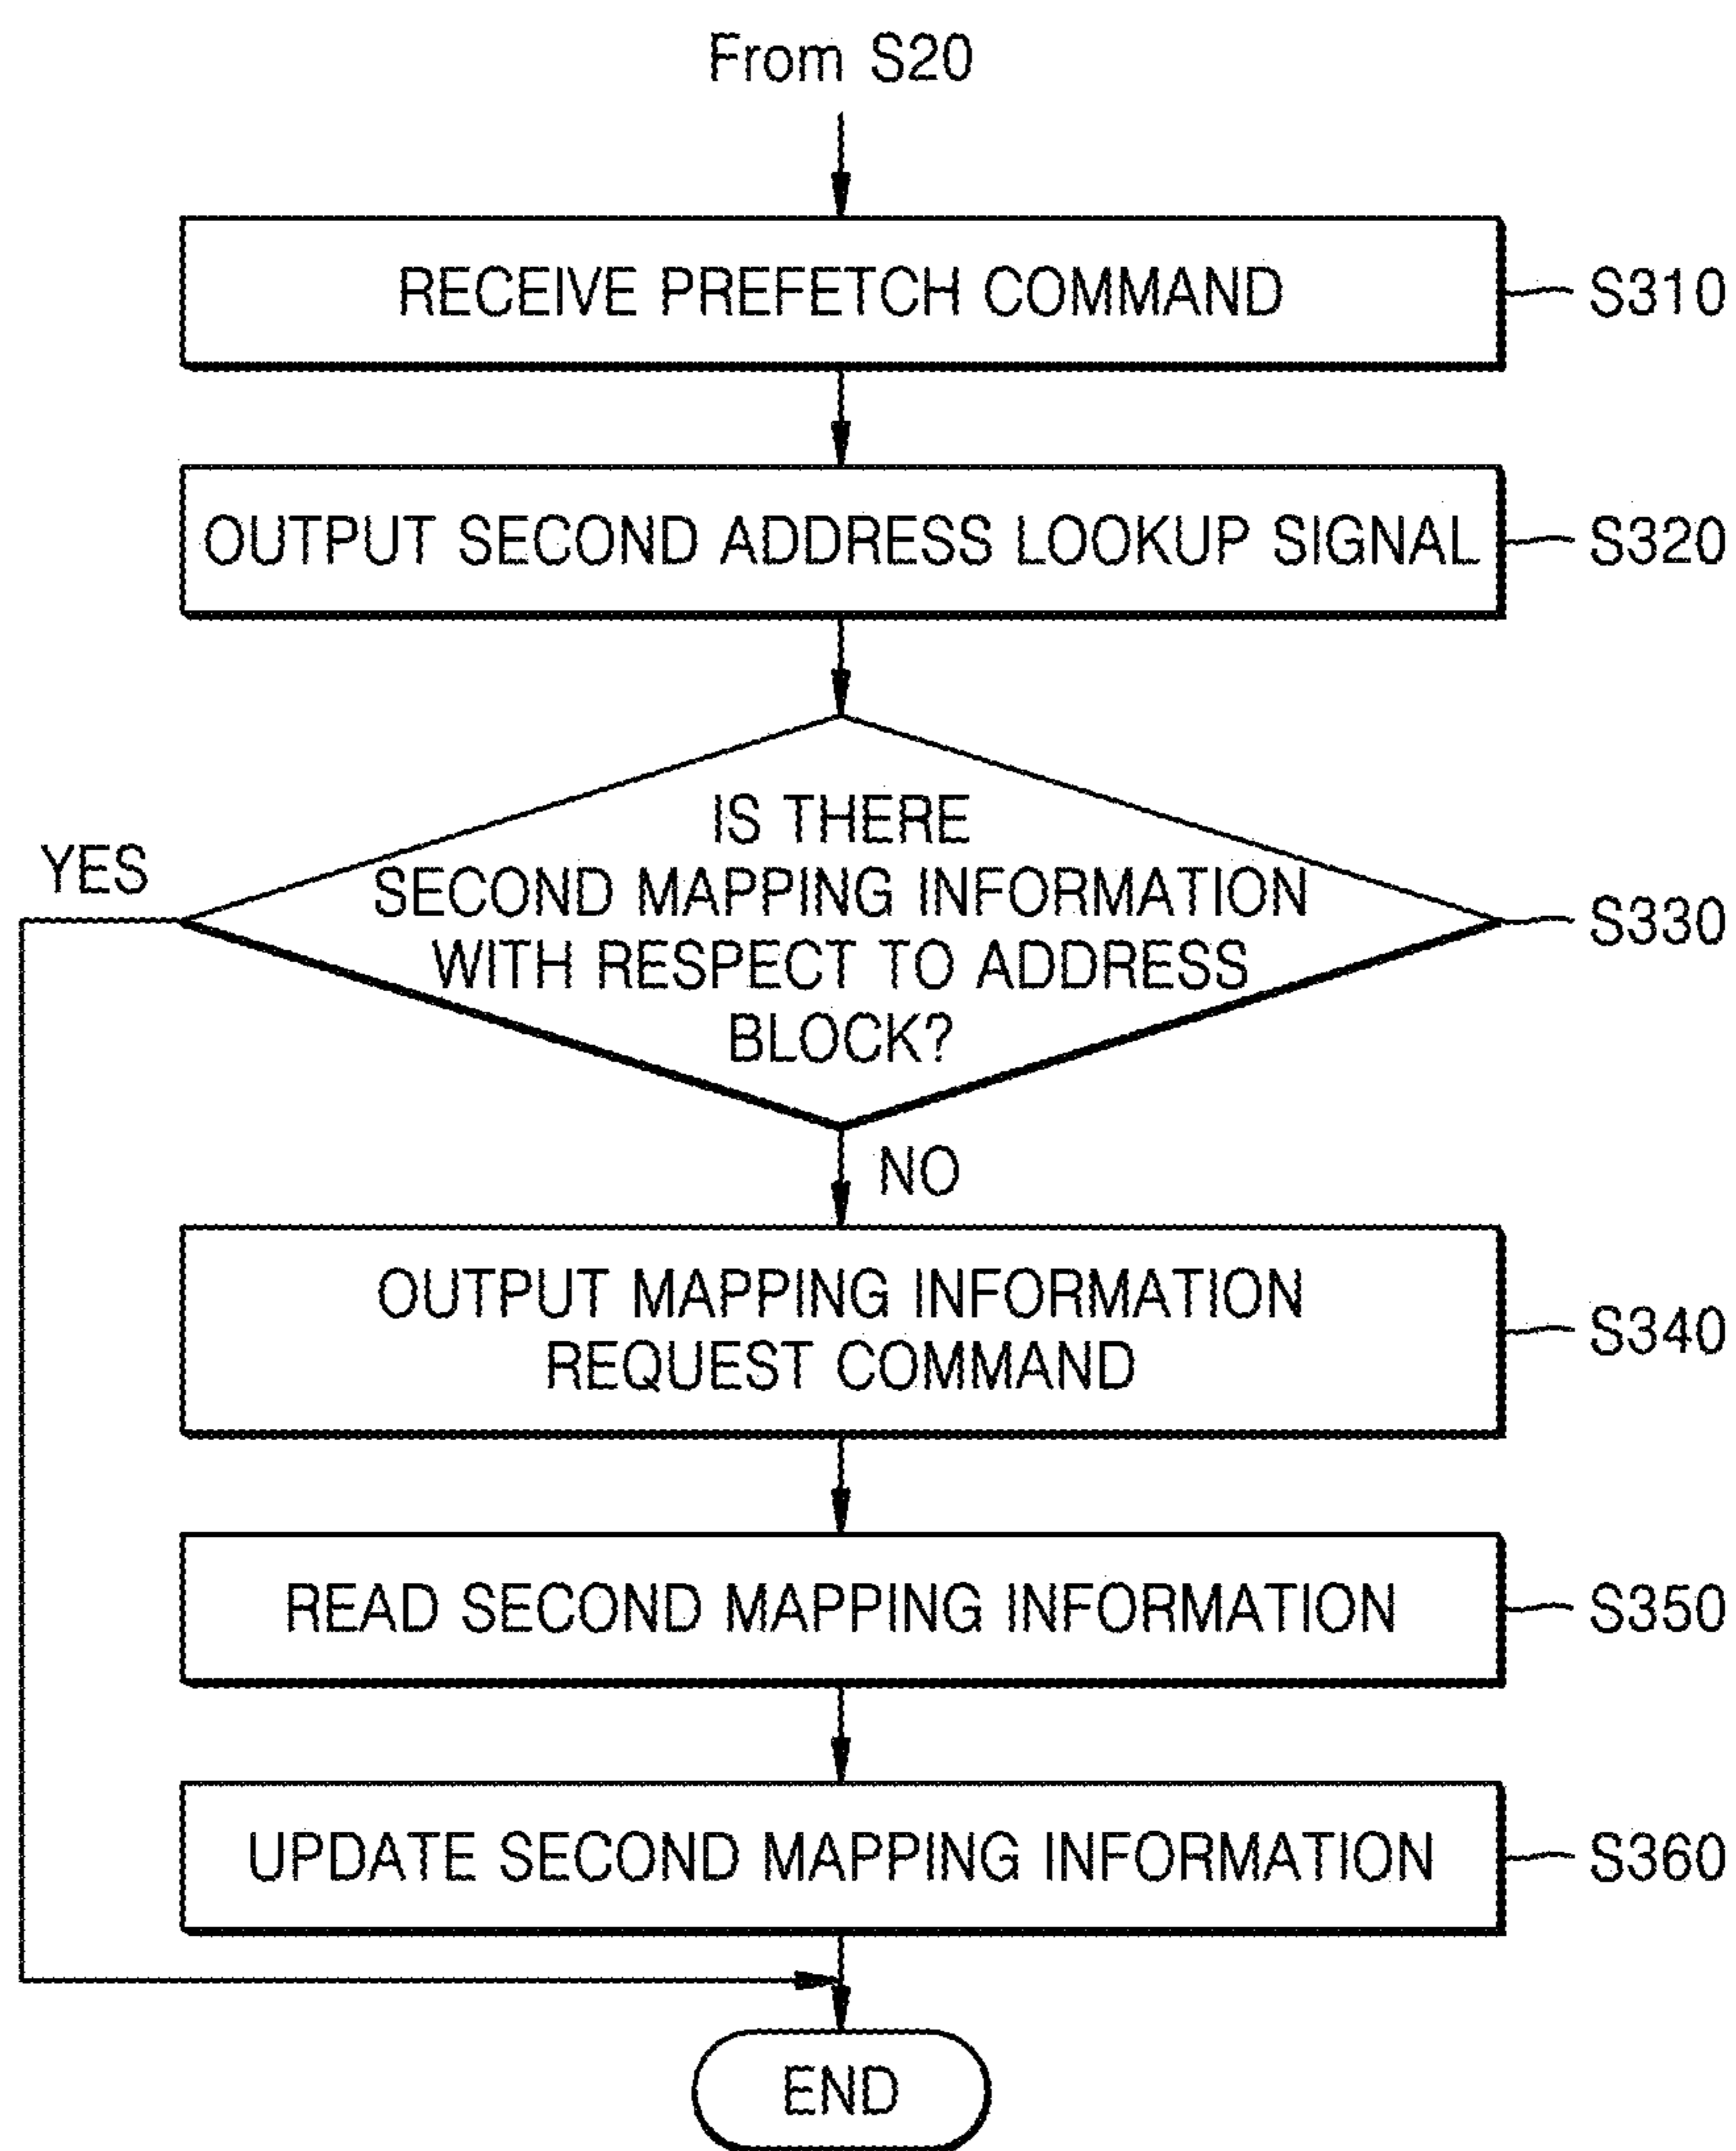 From S20
RECEIVE PREFETCH COMMAND
S310
OUTPUT SECOND ADDRESS LOOKUP SIGNAL
S320
IS THERE
SECOND MAPPING INFORMATION
WITH RESPECT TO ADDRESS
BLOCK?
YES
S330
NO
OUTPUT MAPPING INFORMATION
REQUEST COMMAND
S340
READ SECOND MAPPING INFORMATION
S350
UPDATE SECOND MAPPING INFORMATION
S360
END